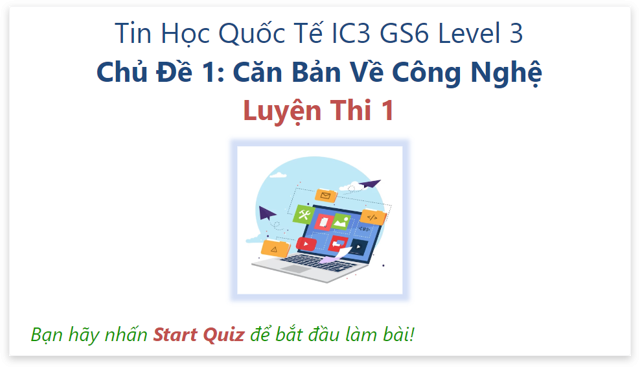 Tin Học Quốc Tế IC3 GS6 Level 3
Chủ Đề 1: Căn Bản Về Công Nghệ
Luyện Thi 1
</>
Bạn hãy nhấn Start Quiz để bắt đầu làm bài!